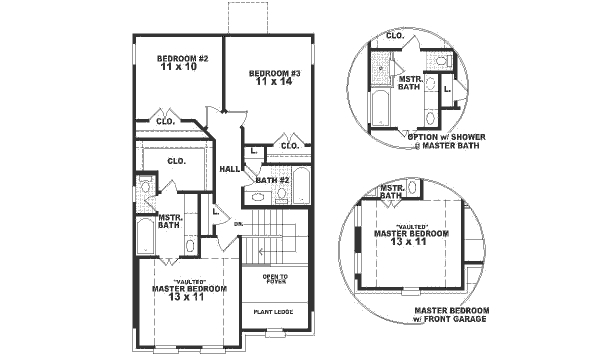 BEDROOM #2
11 x 10
BEDROOM #3
11 x 14
CLO.
CLO.
CLO.
L.
HALL
BATH #2
MSTR.
BATH
L.
DN.
"VAULTED"
MASTER BEDROOM
13 x 11
OPEN TO
FOYER
PLANT LEDGE
CLO.
MSTR.
BATH
L.
OPTION w/ SHOWER
@ MASTER BATH
MSTR.
BATH
"VAULTED"
MASTER BEDROOM
13 x 11
MASTER BEDROOM
w/ FRONT GARAGE